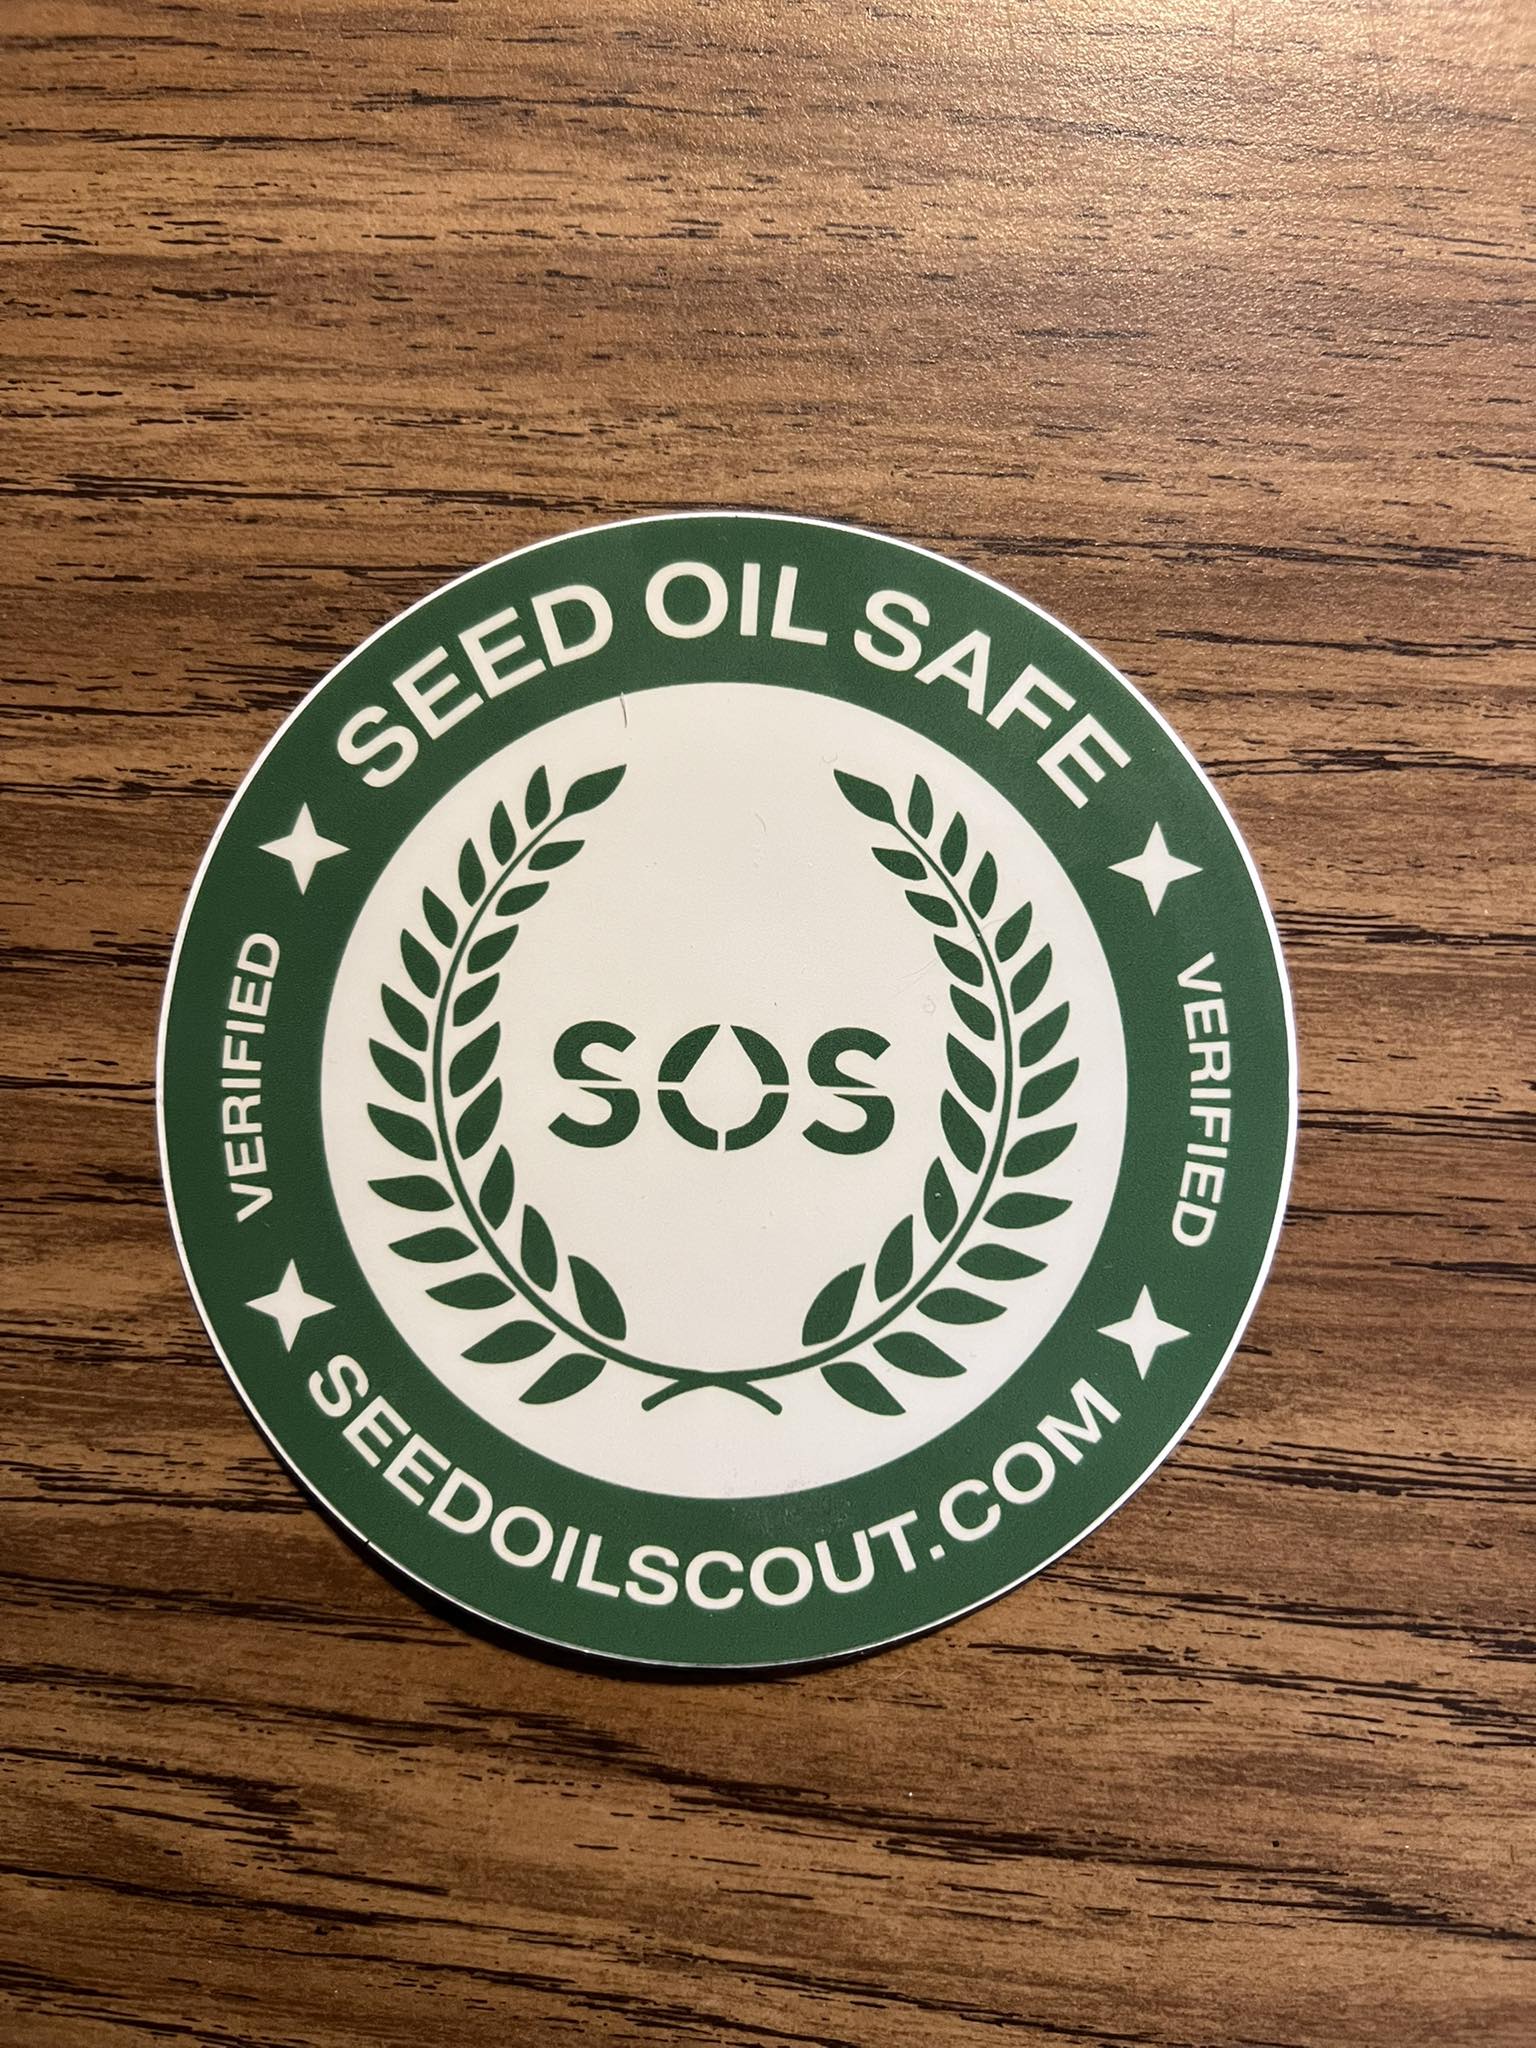 SEED OIL SAFE
VERIFIED
SOS
VERIFIED
SEEDOILSCOUT.COM